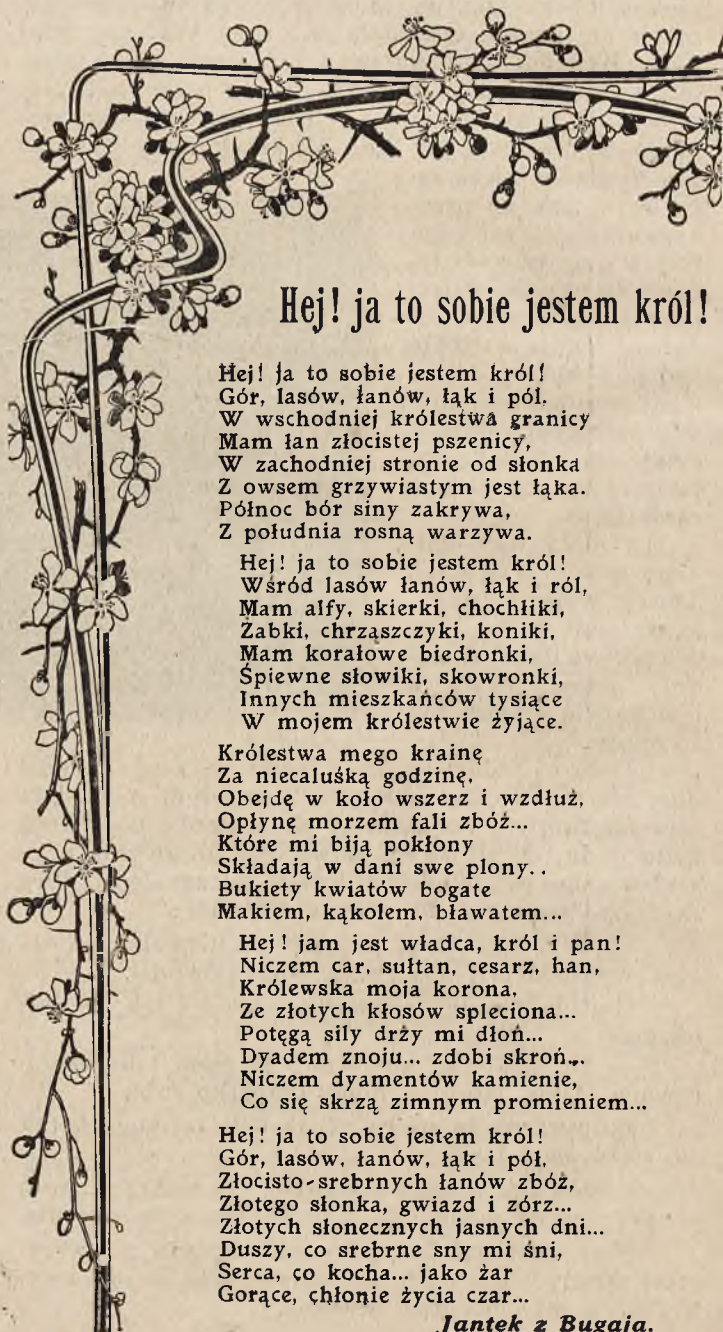 Hej! ja to sobie jestem król!
Hej! ja to sobie jestem król!
Gór, lasów, łanów, łąk i pól,
W wschodniej królestwa granicy
Mam łan złocistej pszenicy,
W zachodniej stronie od słonka
Z owsem grzywiastym jest łąka.
Północ bór siny zakrywa,
Z południa rosną warzywa.
Hej! ja to sobie jestem król!
Wśród lasów łanów, łąk i ról,
Mam alfy, skierki, chochliki,
Żabki, chrząszczyki, koniki,
Mam koralowe biedronki,
Śpiewne słowiki, skowronki,
Innych mieszkańców tysiące
W mojem królestwie żyjące.
Królestwa mego krainę
Za niecaluśką godzinę,
Obejdę w koło wszerz i wzdłuż,
Opłynę morzem fali zbóż...
Które mi biją pokłony
Składają w dani swe plony..
Bukiety kwiatów bogate
Makiem, kąkolem, bławatem...
Hej! jam jest władca, król i pan!
Niczem car, sułtan, cesarz, han,
Królewska moja korona,
Ze złotych kłosów spleciona...
Potęgą sily drży mi dłoń...
Dyadem znoju... zdobi skroń...
Niczem dyamentów kamienie,
Co się skrzą zimnym promieniem...
Hej! ja to sobie jestem król!
Gór, lasów, łanów, łąk i pół,
Złocisto-srebrnych łanów zbóż,
Złotego słonka, gwiazd i zórz...
Złotych słonecznych jasnych dni...
Duszy, co srebrne sny mi śni,
Serca, co kocha... jako żar
Gorące, chłonie życia czar...
Jantek z Bugaja.